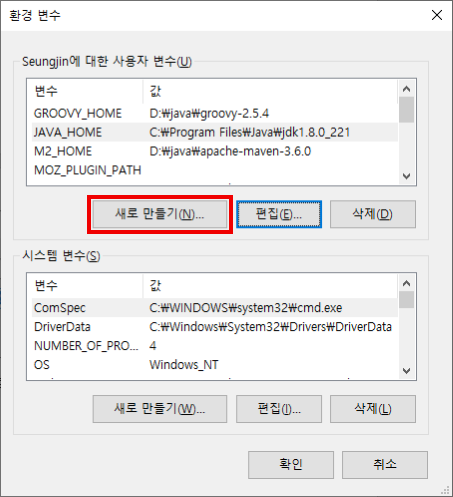 환경 변수
Seungjin에 대한 사용자 변수(U)
변수 값
GROOVY_HOME D:₩java₩groovy-2.5.4
JAVA_HOME C:₩Program Files₩Java₩jdk1.8.0_221
M2_HOME D:₩java₩apache-maven-3.6.0
MOZ_PLUGIN_PATH
새로 만들기(N)... 편집(E)... 삭제(D)
시스템 변수(S)
변수 값
ComSpec C:₩WINDOWS₩system32₩cmd.exe
DriverData C:₩Windows₩System32₩Drivers₩DriverData
NUMBER_OF_PRO... 4
OS Windows_NT
새로 만들기(W)... 편집(I)... 삭제(L)
확인 취소